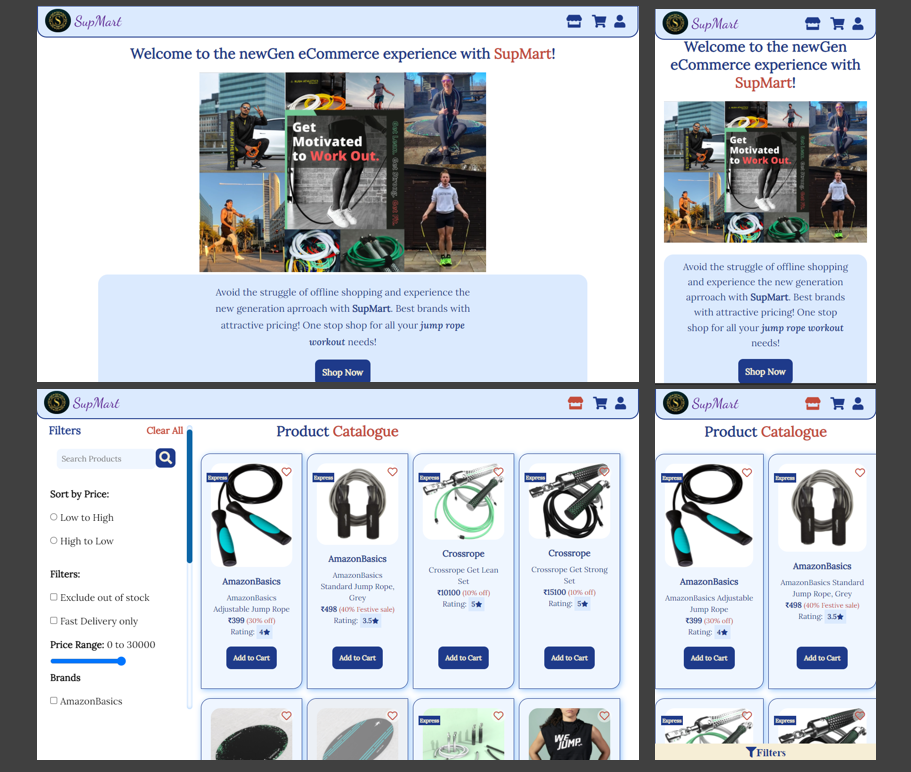 SupMart
Welcome to the newGen eCommerce experience with SupMart!
Get
Motivated
to Work Out.
Avoid the struggle of offline shopping and experience the
new generation aprroach with SupMart. Best brands with
attractive pricing! One stop shop for all your jump rope
workout needs!
Shop Now
SupMart
Welcome to the newGen
eCommerce experience with
SupMart!
Get
Motivated
to Work Out.
Avoid the struggle of offline shopping
and experience the new generation
aprroach with SupMart. Best brands
with attractive pricing! One stop
shop for all your jump rope workout
needs!
Shop Now
SupMart
Filters
Clear All
Search Products
Sort by Price:
Low to High
High to Low
Filters:
Exclude out of stock
Fast Delivery only
Price Range: 0 to 30000
Brands
AmazonBasics
Product Catalogue
Express
AmazonBasics
AmazonBasics
Adjustable Jump Rope
₹399 (30% off)
Rating: 4★
Add to Cart
Express
AmazonBasics
AmazonBasics
Standard Jump Rope,
Grey
₹498 (40% Festive sale)
Rating: 3.5★
Add to Cart
Express
Crossrope
Crossrope Get Lean
Set
₹10100 (10% off)
Rating: 5★
Add to Cart
Express
Crossrope
Crossrope Get Strong
Set
₹15100 (10% off)
Rating: 5★
Add to Cart
Express
WE
JUMP.
SupMart
Product Catalogue
Express
AmazonBasics
AmazonBasics Adjustable
Jump Rope
₹399 (30% off)
Rating: 4★
Add to Cart
Express
AmazonBasics
AmazonBasics Standard
Jump Rope, Grey
₹498 (40% Festive sale)
Rating: 3.5★
Add to Cart
Express
Express
Filters